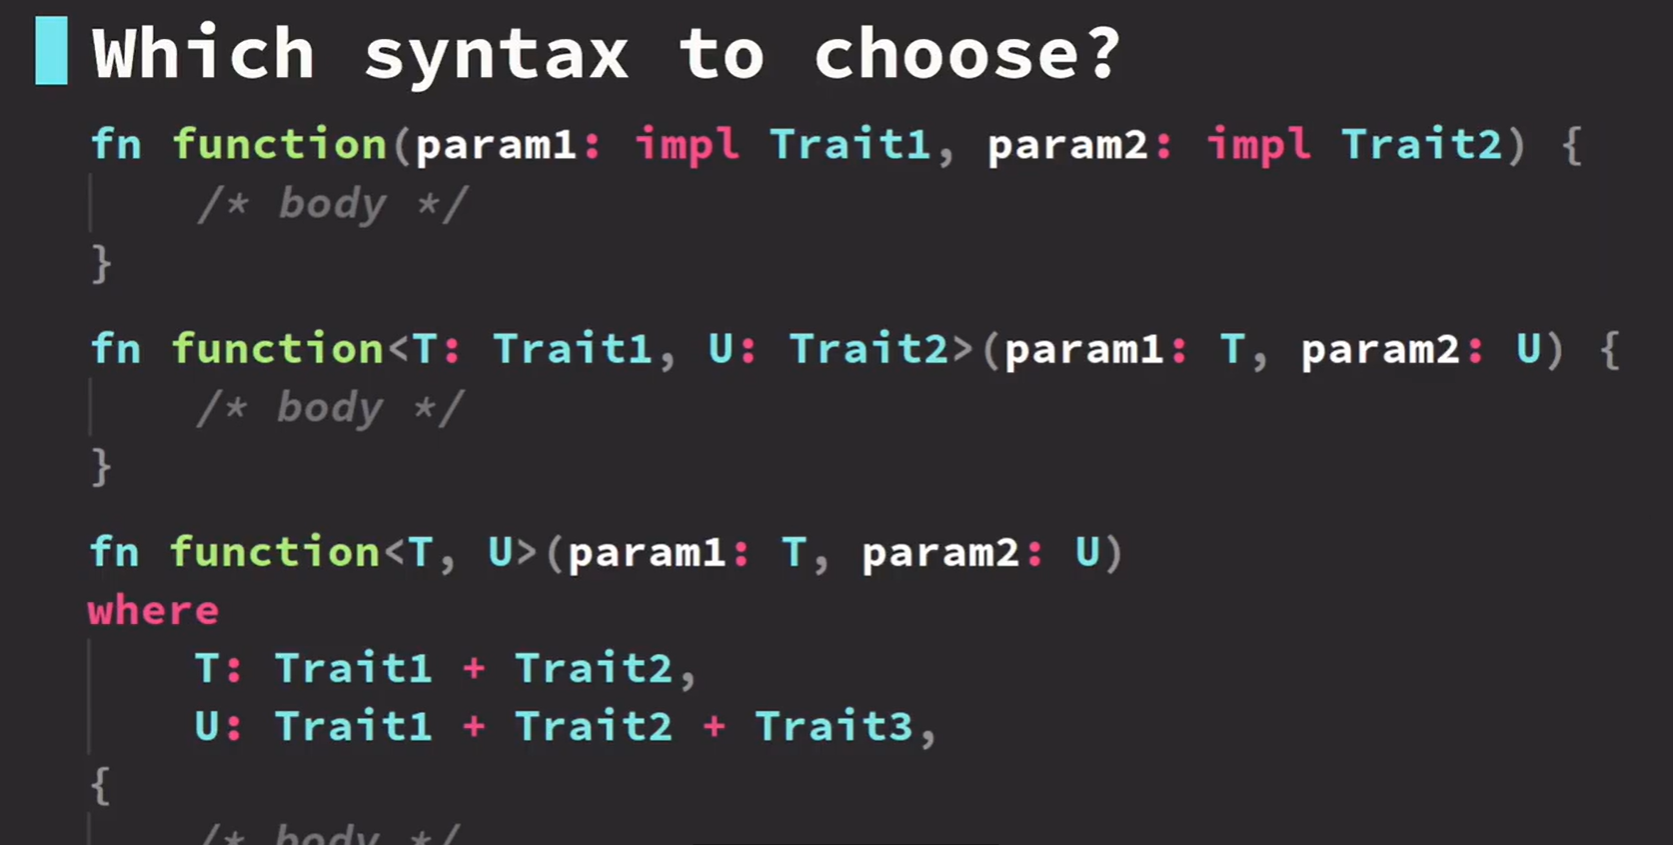 Which syntax to choose?
fn function(param1: impl Trait1, param2: impl Trait2) {
/* body */
}
fn function<T: Trait1, U: Trait2>(param1: T, param2: U) {
/* body */
}
fn function<T, U>(param1: T, param2: U)
where
T: Trait1 + Trait2,
U: Trait1 + Trait2 + Trait3,
{
/* body */